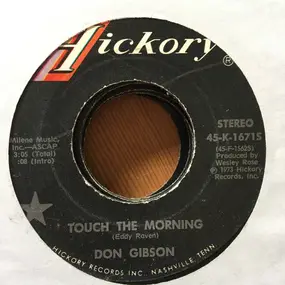 Hickory®
Milene Music,
Inc.—ASCAP
3:05 (Total)
:08 (Intro)
STEREO
45-K-1671S
(45-F-1562S)
Produced by
Wesley Rose
℗ 1973 Hickory
Records, Inc.
TOUCH THE MORNING
(Eddy Raven)
DON GIBSON
HICKORY RECORDS INC. NASHVILLE, TENN.